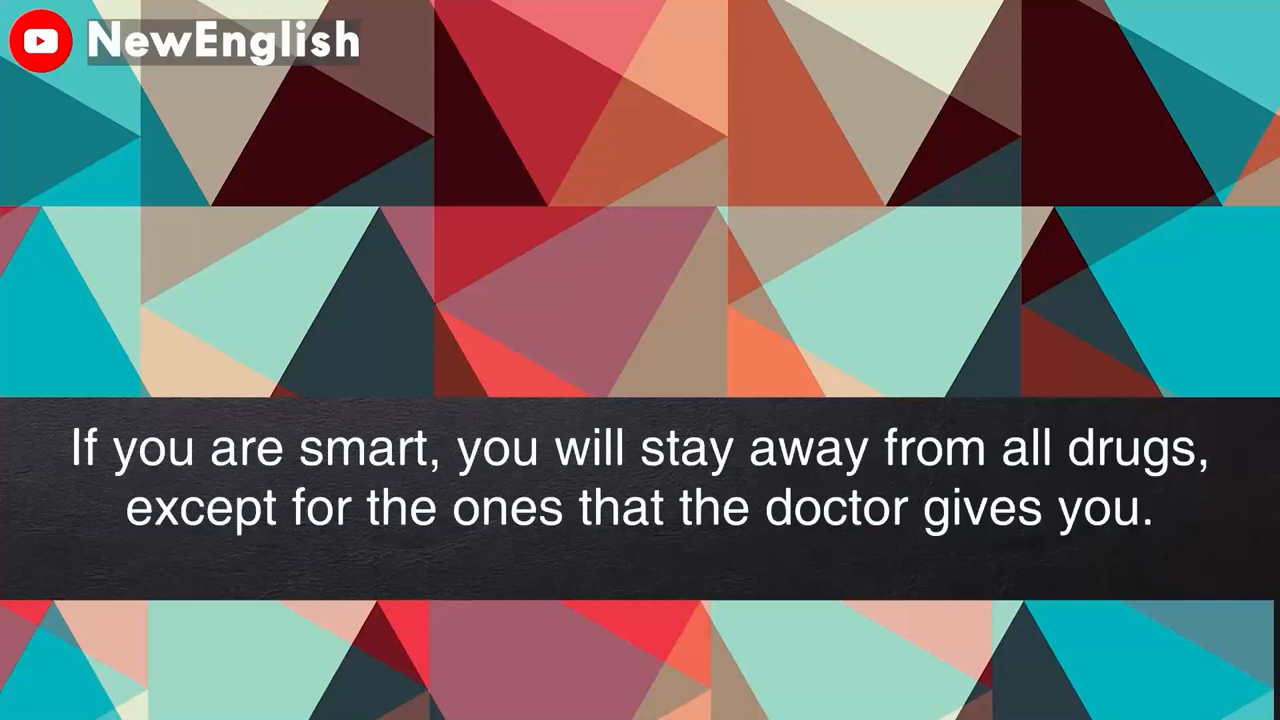 NewEnglish
If you are smart, you will stay away from all drugs,
except for the ones that the doctor gives you.